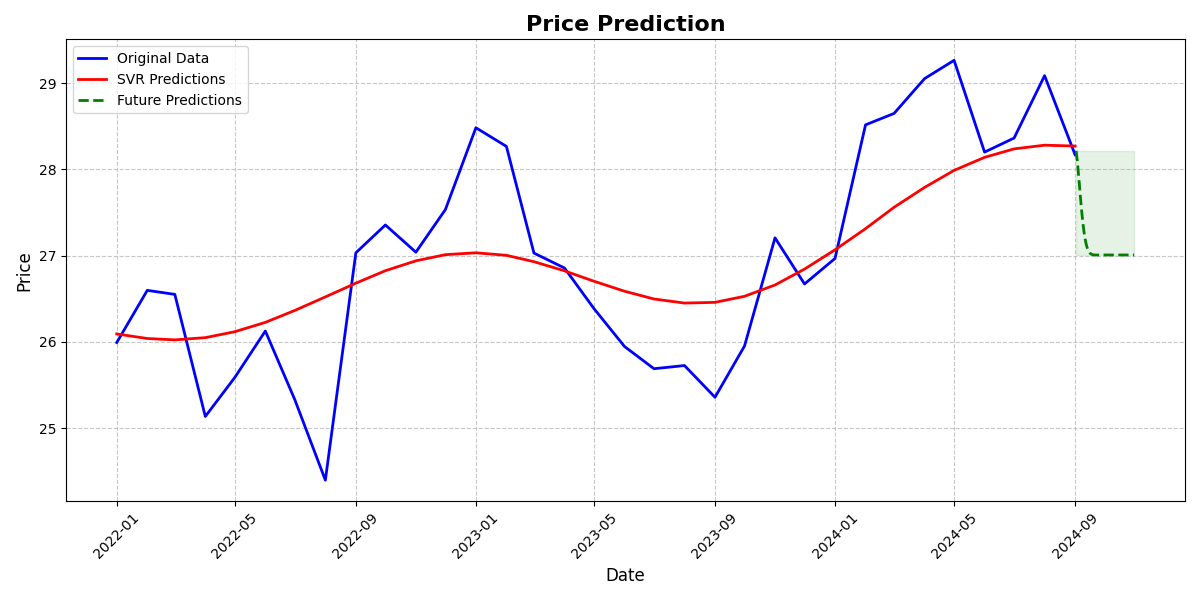 Price Prediction
Original Data
SVR Predictions
Future Predictions
Price
29
28
27
26
25
2022-01
2022-05
2022-09
2023-01
2023-05
2023-09
2024-01
2024-05
2024-09
Date